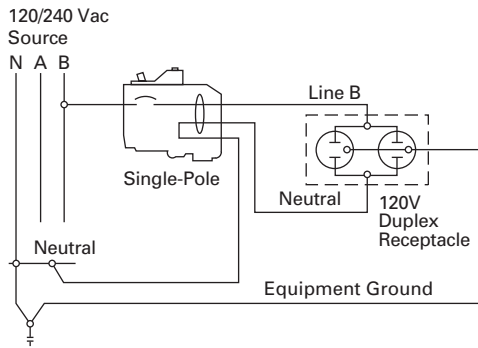 120/240 Vac
Source
N A B
Line B
Single-Pole
Neutral
120V
Duplex
Receptacle
Neutral
Equipment Ground